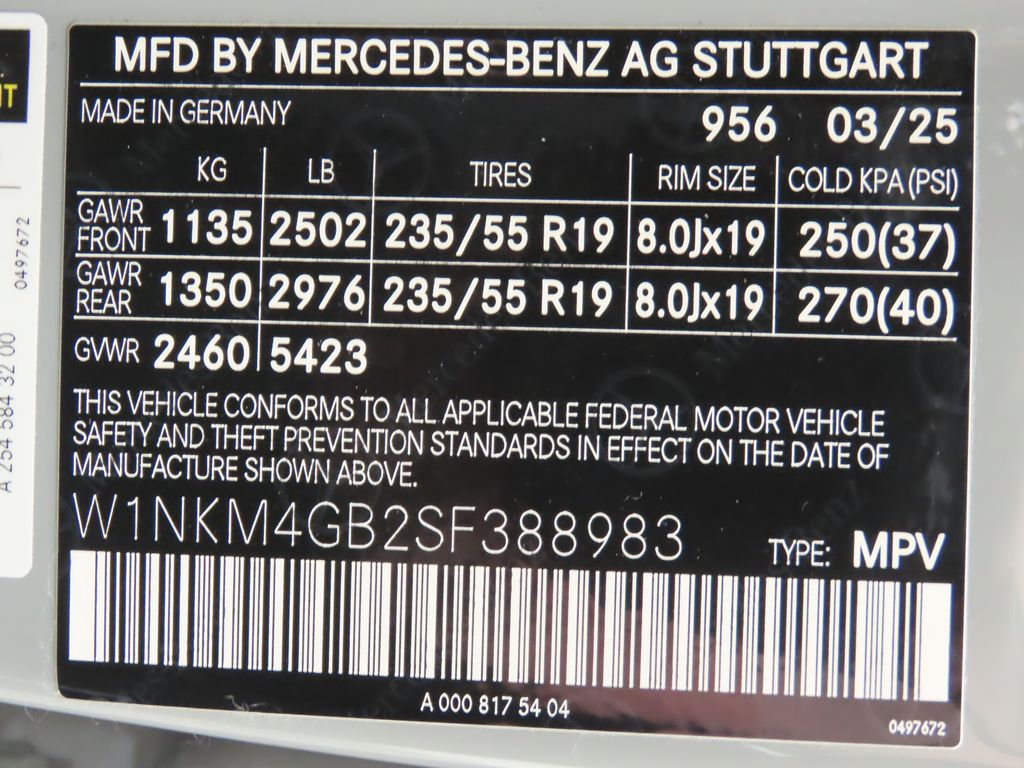 MFD BY MERCEDES-BENZ AG STUTTGART
MADE IN GERMANY 956 03/25
KG LB TIRES RIM SIZE COLD KPA (PSI)
GAWR FRONT 1135 2502 235/55 R19 8.0Jx19 250(37)
GAWR REAR 1350 2976 235/55 R19 8.0Jx19 270(40)
GVWR 2460 5423
THIS VEHICLE CONFORMS TO ALL APPLICABLE FEDERAL MOTOR VEHICLE
SAFETY AND THEFT PREVENTION STANDARDS IN EFFECT ON THE DATE OF
MANUFACTURE SHOWN ABOVE.
W1NKM4GB2SF388983 TYPE: MPV
A 000 817 54 04
0497672
0497672
A 254 584 32 00